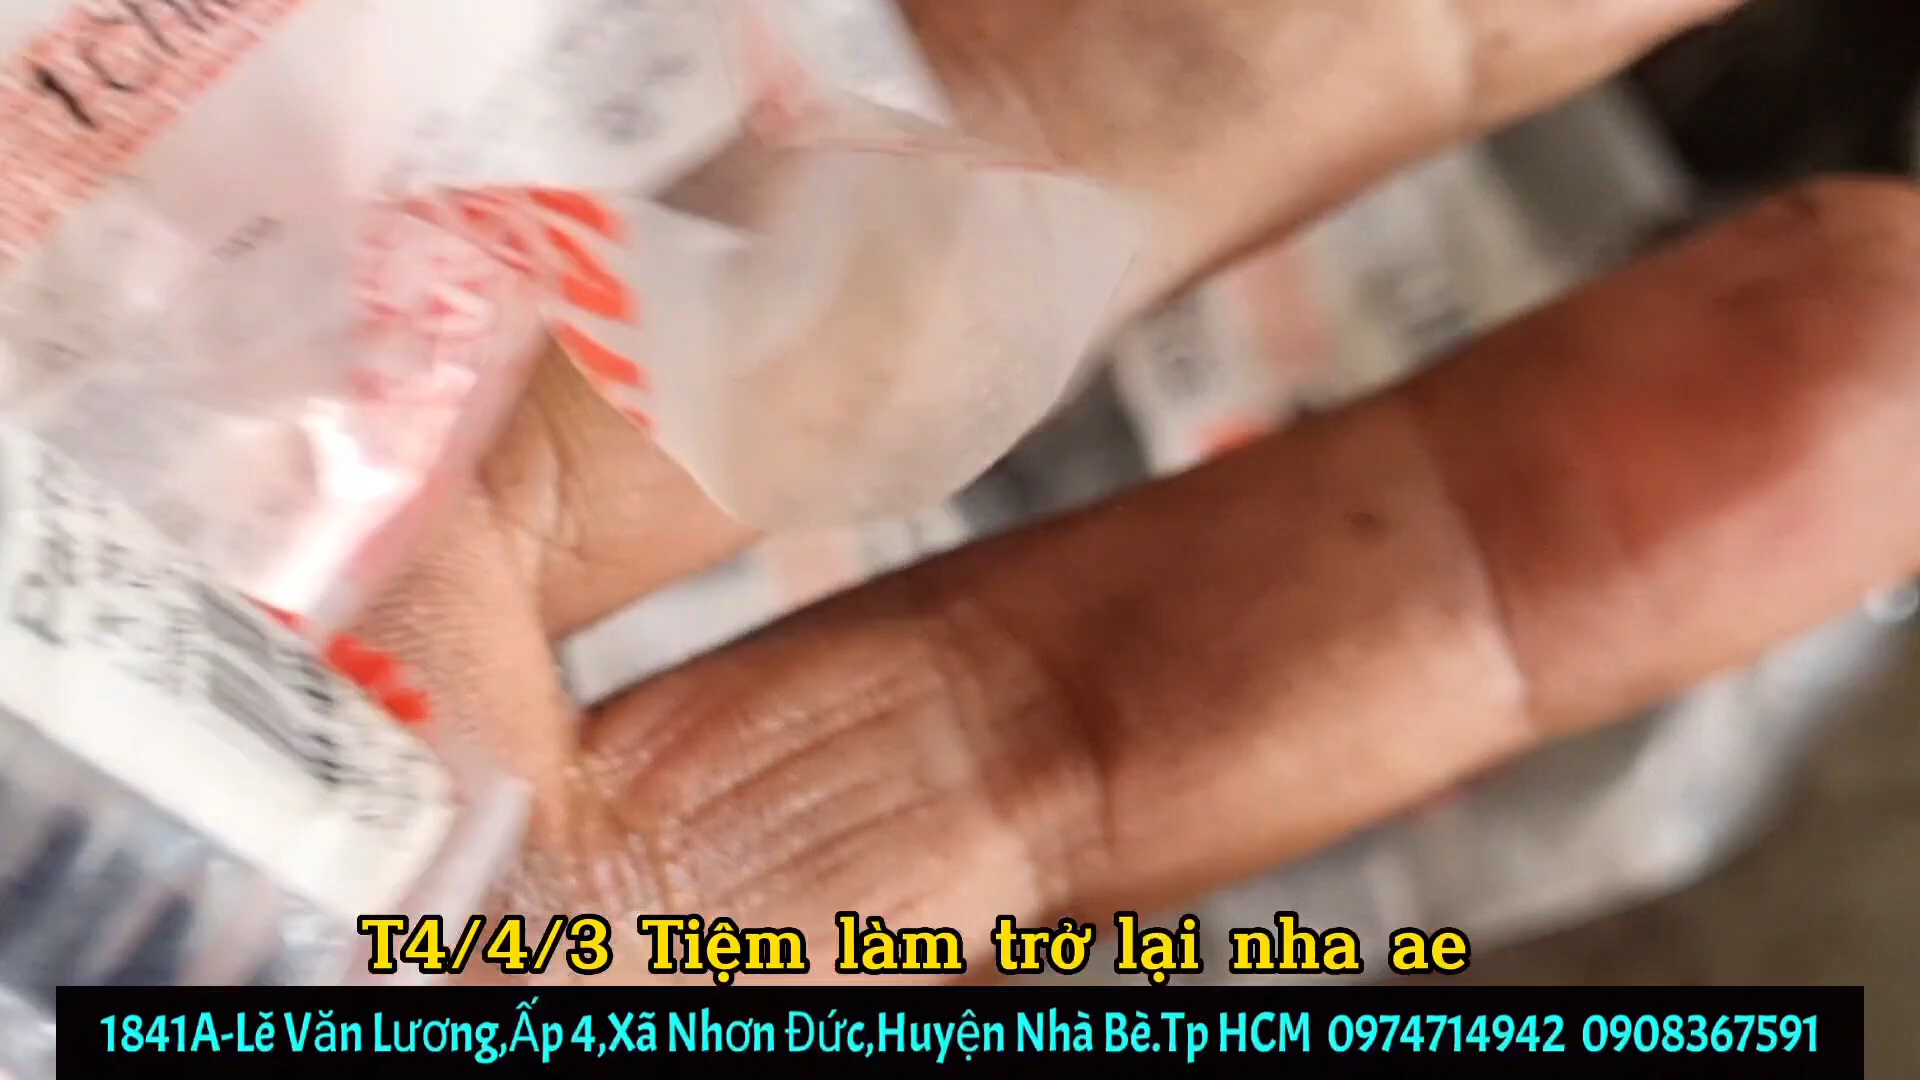 T4/4/3 Tiệm làm trở lại nha ae
1841A-Lê Văn Lương,Ấp 4,Xã Nhơn Đức,Huyện Nhà Bè.Tp HCM 0974714942 0908367591